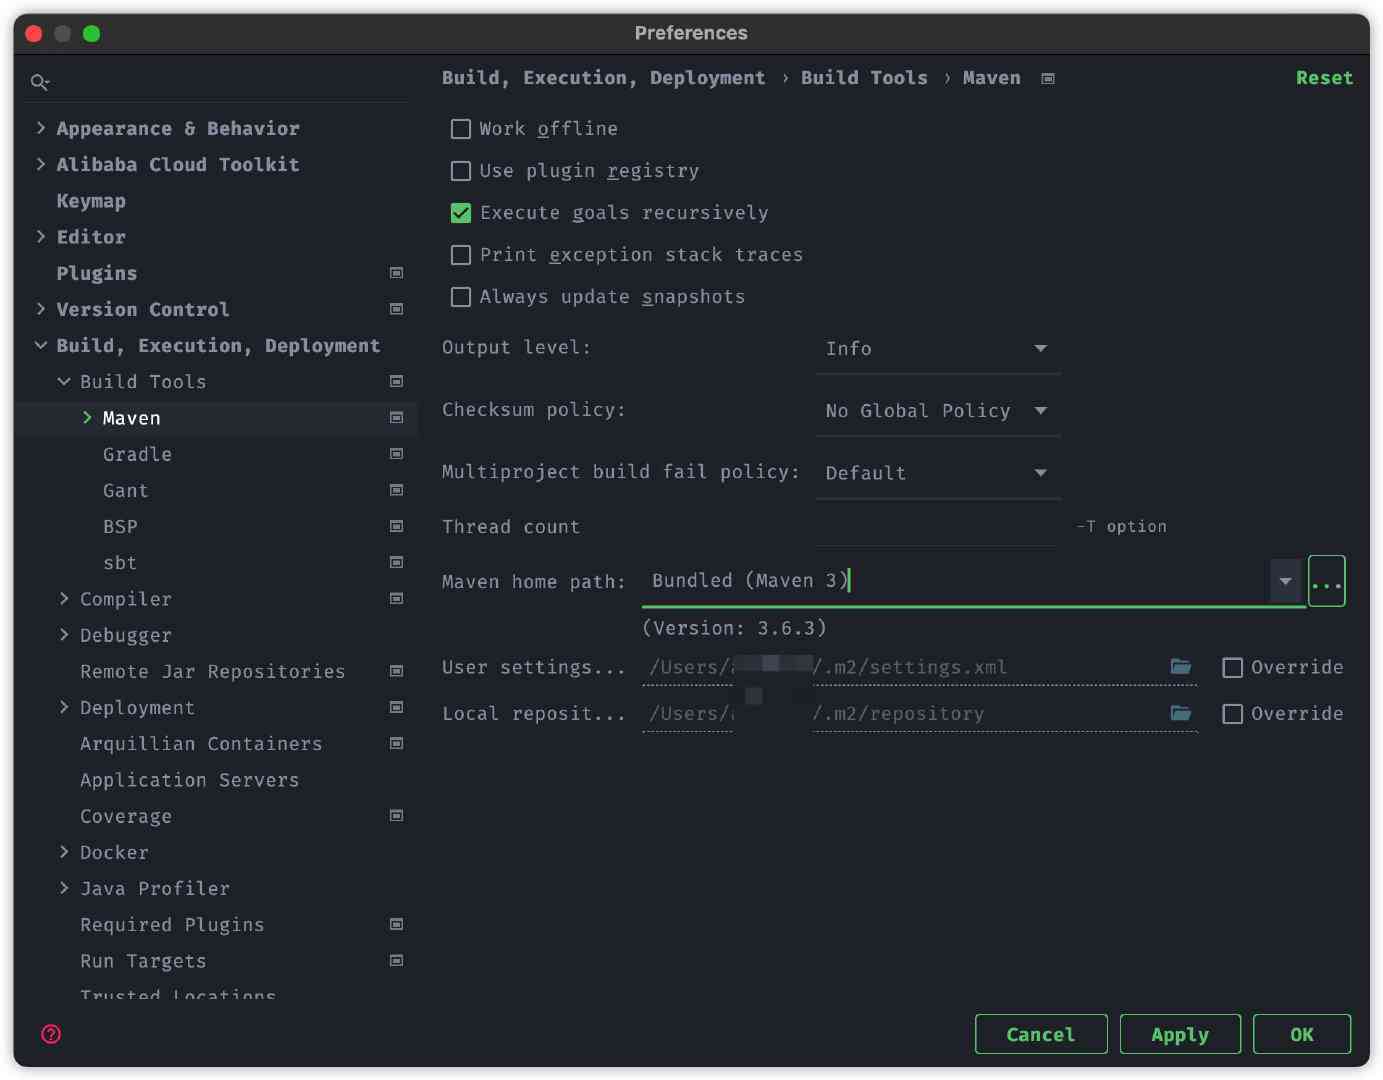 Preferences
Build, Execution, Deployment › Build Tools › Maven
Reset
Appearance & Behavior
Alibaba Cloud Toolkit
Keymap
Editor
Plugins
Version Control
Build, Execution, Deployment
Build Tools
Maven
Gradle
Gant
BSP
sbt
Compiler
Debugger
Remote Jar Repositories
Deployment
Arquillian Containers
Application Servers
Coverage
Docker
Java Profiler
Required Plugins
Run Targets
Trusted Locations
Work offline
Use plugin registry
Execute goals recursively
Print exception stack traces
Always update snapshots
Output level: Info
Checksum policy: No Global Policy
Multiproject build fail policy: Default
Thread count -T option
Maven home path: Bundled (Maven 3) ...
(Version: 3.6.3)
User settings... /Users/ /.m2/settings.xml Override
Local reposit... /Users/ /.m2/repository Override
? Cancel Apply OK